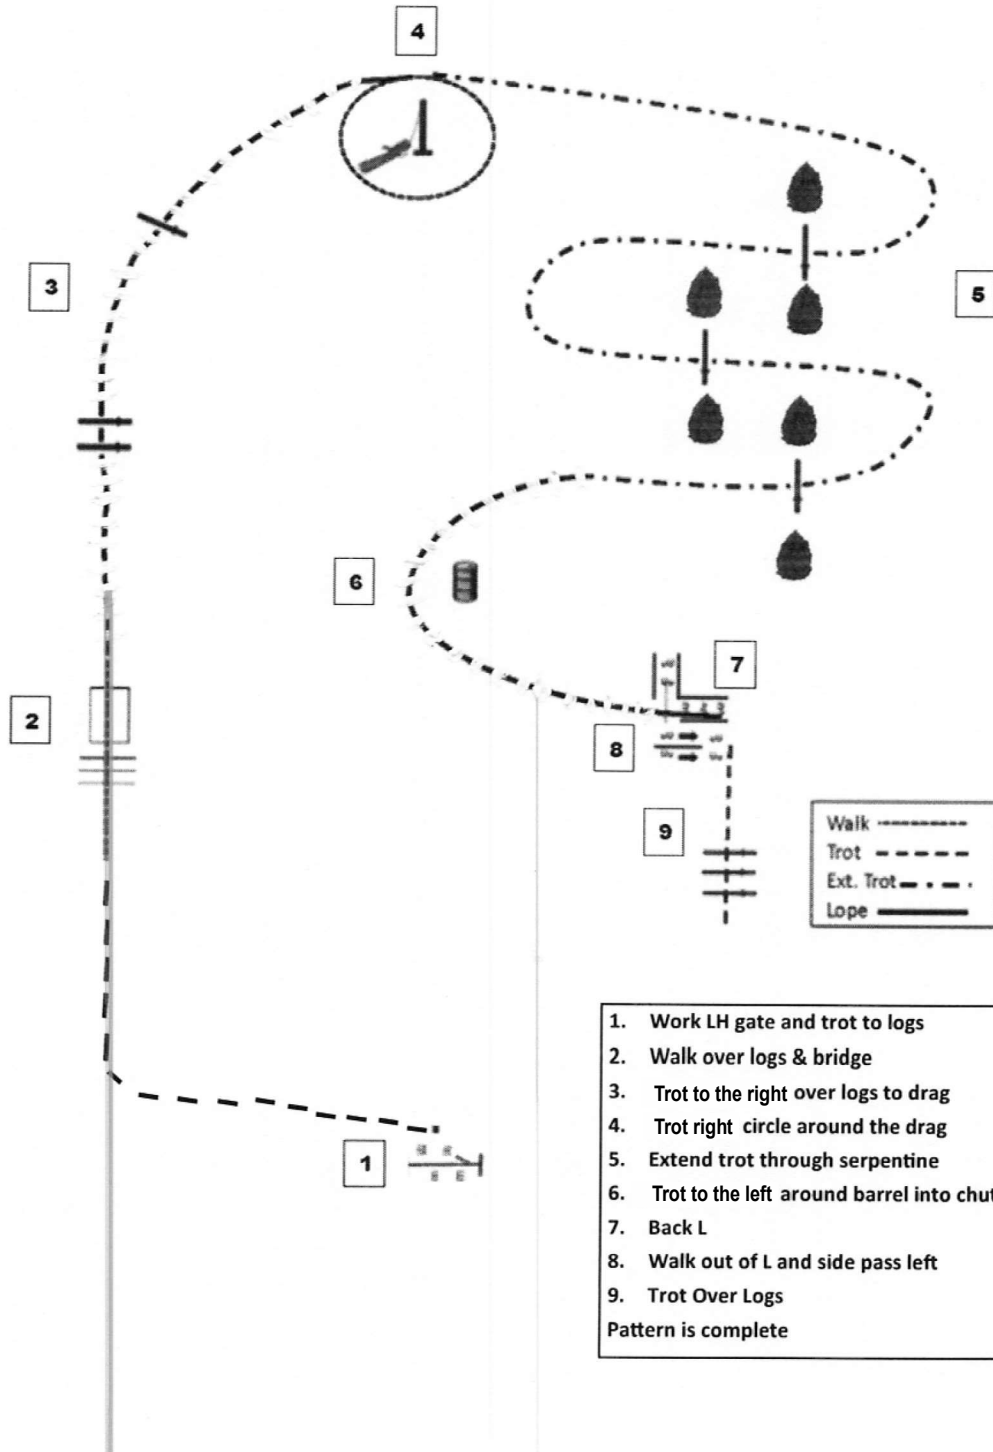 4
3
5
6
2
7
8
9
Walk
Trot
Ext. Trot
Lope
1
1. Work LH gate and trot to logs
2. Walk over logs & bridge
3. Trot to the right over logs to drag
4. Trot right circle around the drag
5. Extend trot through serpentine
6. Trot to the left around barrel into chut
7. Back L
8. Walk out of L and side pass left
9. Trot Over Logs
Pattern is complete